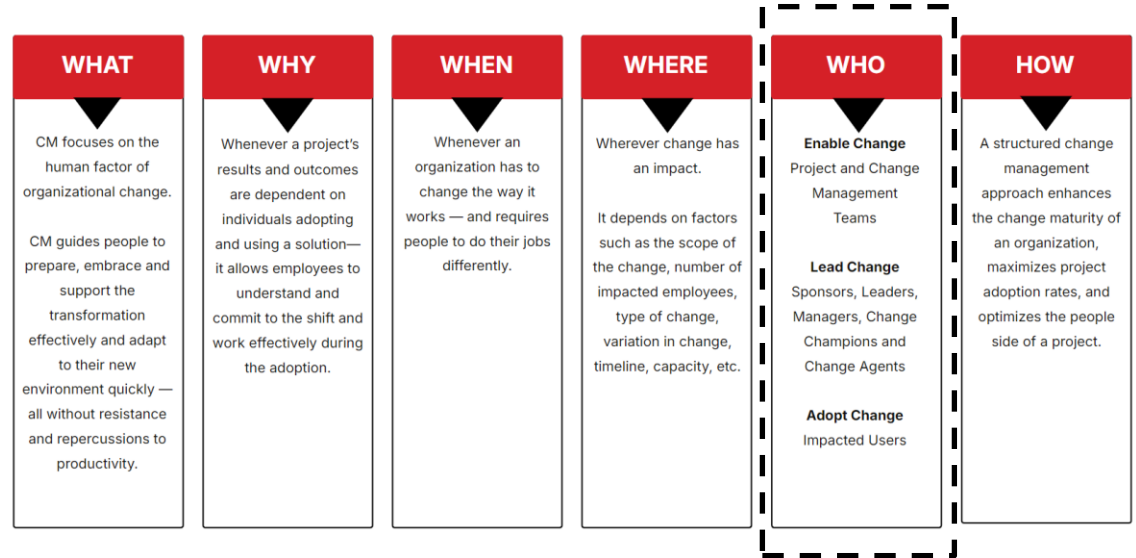 WHAT
CM focuses on the
human factor of
organizational change.
CM guides people to
prepare, embrace and
support the
transformation
effectively and adapt
to their new
environment quickly —
all without resistance
and repercussions to
productivity.
WHY
Whenever a project's
results and outcomes
are dependent on
individuals adopting
and using a solution—
it allows employees to
understand and
commit to the shift and
work effectively during
the adoption.
WHEN
Whenever an
organization has to
change the way it
works — and requires
people to do their jobs
differently.
WHERE
Wherever change has
an impact.
It depends on factors
such as the scope of
the change, number of
impacted employees,
type of change,
variation in change,
timeline, capacity, etc.
WHO
Enable Change
Project and Change
Management
Teams
Lead Change
Sponsors, Leaders,
Managers, Change
Champions and
Change Agents
Adopt Change
Impacted Users
HOW
A structured change
management
approach enhances
the change maturity of
an organization,
maximizes project
adoption rates, and
optimizes the people
side of a project.